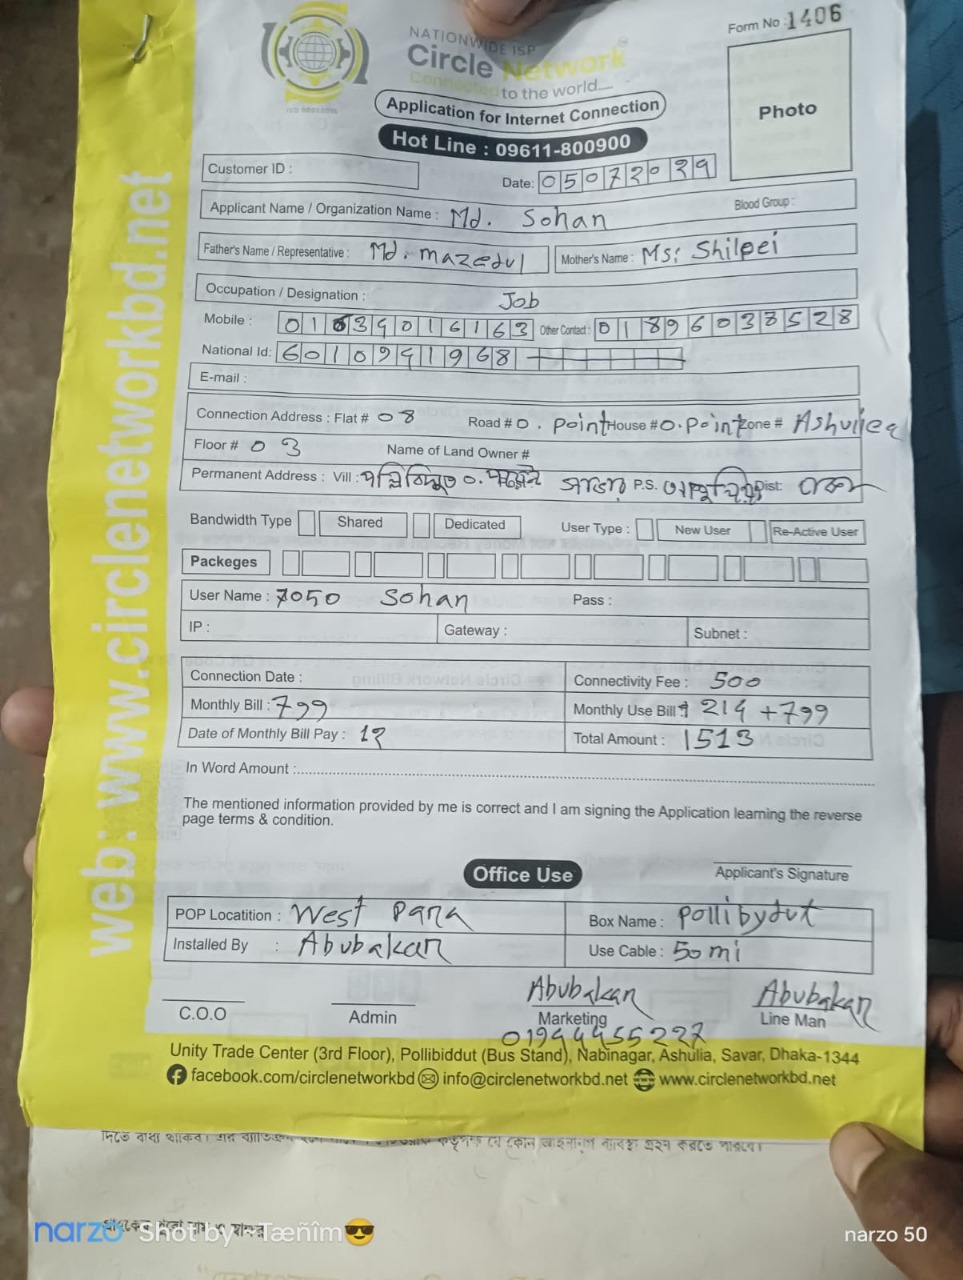 Form No : 1406
NATIONWIDE ISP
Circle Network
Connected to the world....
Photo
Application for Internet Connection
Hot Line : 09611-800900
Customer ID :
Date:
Applicant Name / Organization Name : Md. Sohan Blood Group :
Father's Name / Representative : Md. mazedul Mother's Name : Ms: Shilpei
Occupation / Designation : Job
Mobile : Other Contact : 01896038528
National Id: 6010991968
E-mail :
Connection Address : Flat # 08 Road # 0. point House # 0. point Zone # Ashuliea
Floor # 03 Name of Land Owner #
Permanent Address : Vill : P.S. Dist:
Bandwidth Type Shared Dedicated User Type : New User Re-Active User
Packeges
User Name : 7050 Sohan Pass :
IP : Gateway : Subnet :
Connection Date : Connectivity Fee : 500
Monthly Bill : 799 Monthly Use Bill 214 + 799
Date of Monthly Bill Pay : Total Amount : 1513
In Word Amount :
The mentioned information provided by me is correct and I am signing the Application learning the reverse
page terms & condition.
Office Use
Applicant's Signature
POP Locatition : West Para Box Name : pollibydut
Installed By : Abubakar Use Cable : 50 mi
Abubakar Abubakar
C.O.O Admin Marketing Line Man
Unity Trade Center (3rd Floor), Pollibiddut (Bus Stand), Nabinagar, Ashulia, Savar, Dhaka-1344
facebook.com/circlenetworkbd info@circlenetworkbd.net www.circlenetworkbd.net
web: www.circlenetworkbd.net
narzo Shot by ~Tæñîm😎 narzo 50